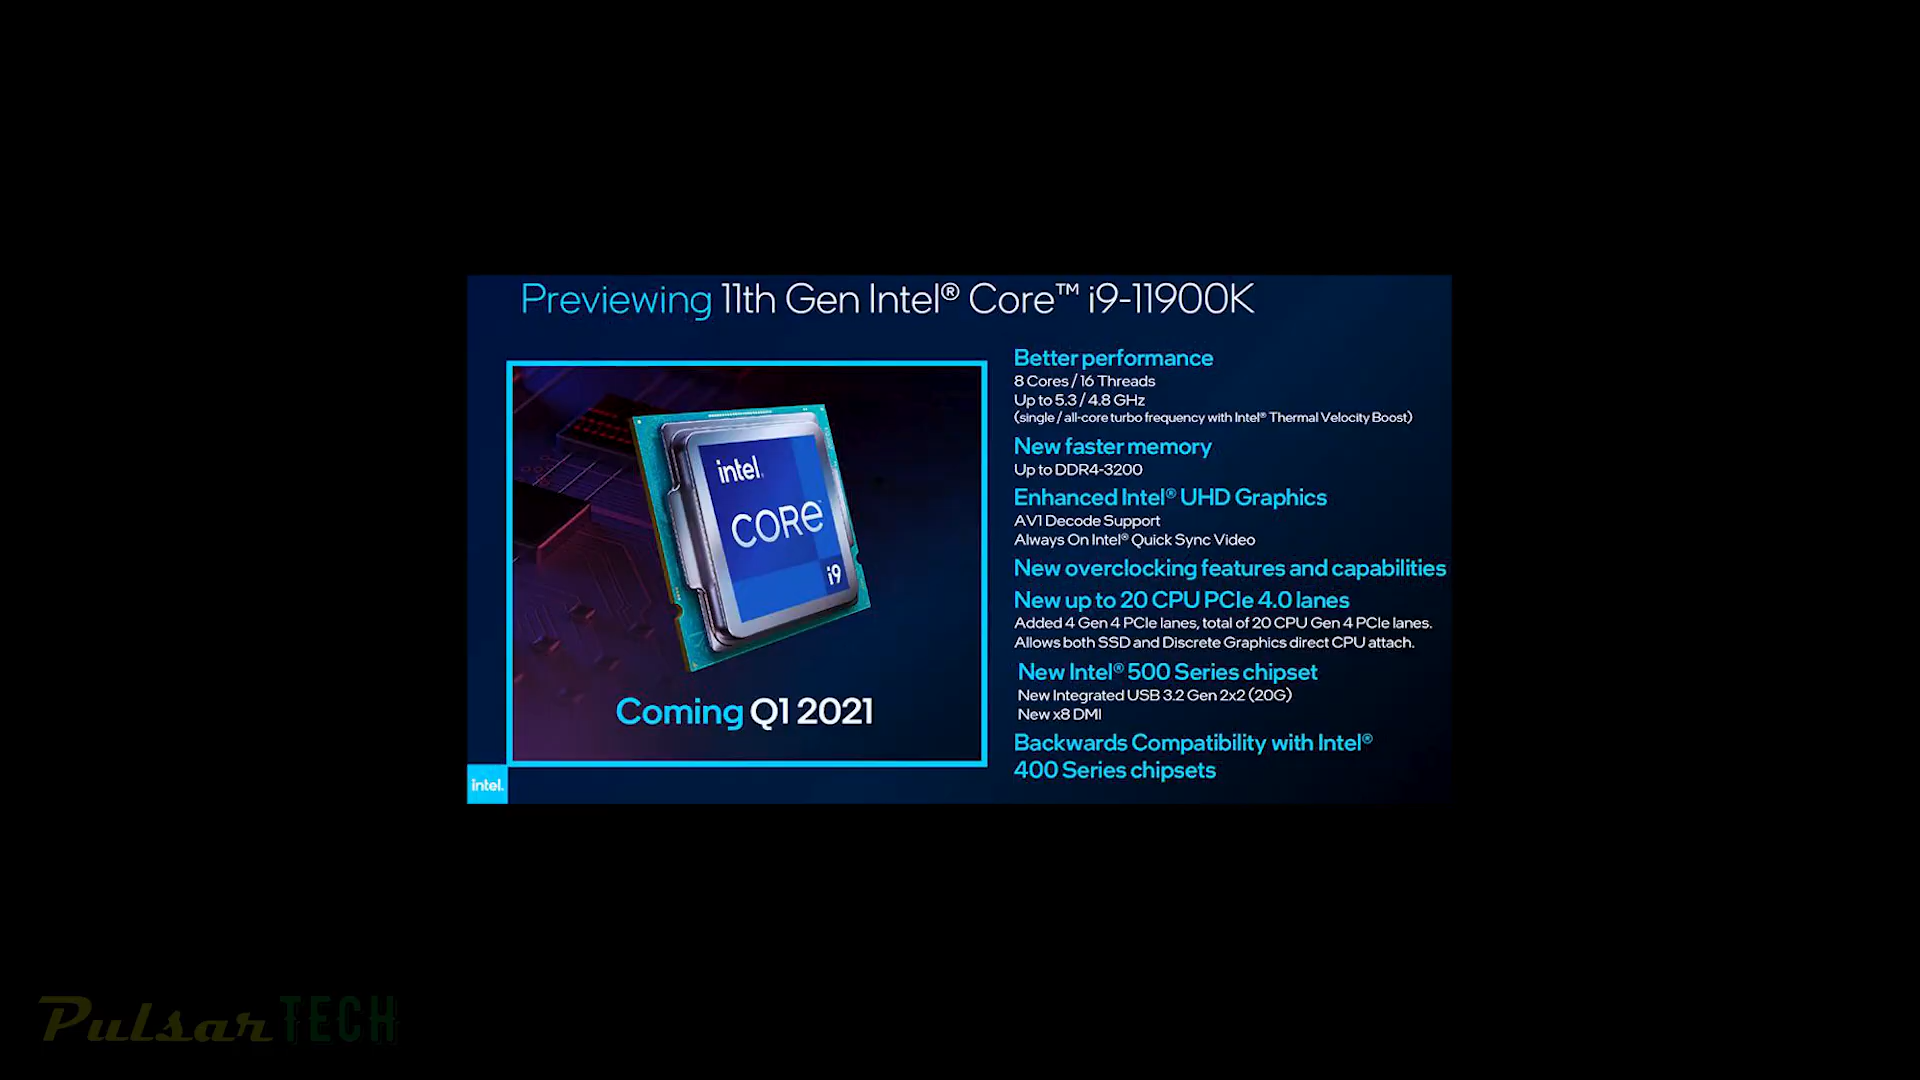 Previewing 11th Gen Intel® Core™ i9-11900K
intel.
CORe™
i9
Coming Q1 2021
intel.
Better performance
8 Cores / 16 Threads
Up to 5.3 / 4.8 GHz
(single / all-core turbo frequency with Intel® Thermal Velocity Boost)
New faster memory
Up to DDR4-3200
Enhanced Intel® UHD Graphics
AV1 Decode Support
Always On Intel® Quick Sync Video
New overclocking features and capabilities
New up to 20 CPU PCIe 4.0 lanes
Added 4 Gen 4 PCIe lanes, total of 20 CPU Gen 4 PCIe lanes.
Allows both SSD and Discrete Graphics direct CPU attach.
New Intel® 500 Series chipset
New Integrated USB 3.2 Gen 2x2 (20G)
New x8 DMI
Backwards Compatibility with Intel®
400 Series chipsets
Pulsar TECH